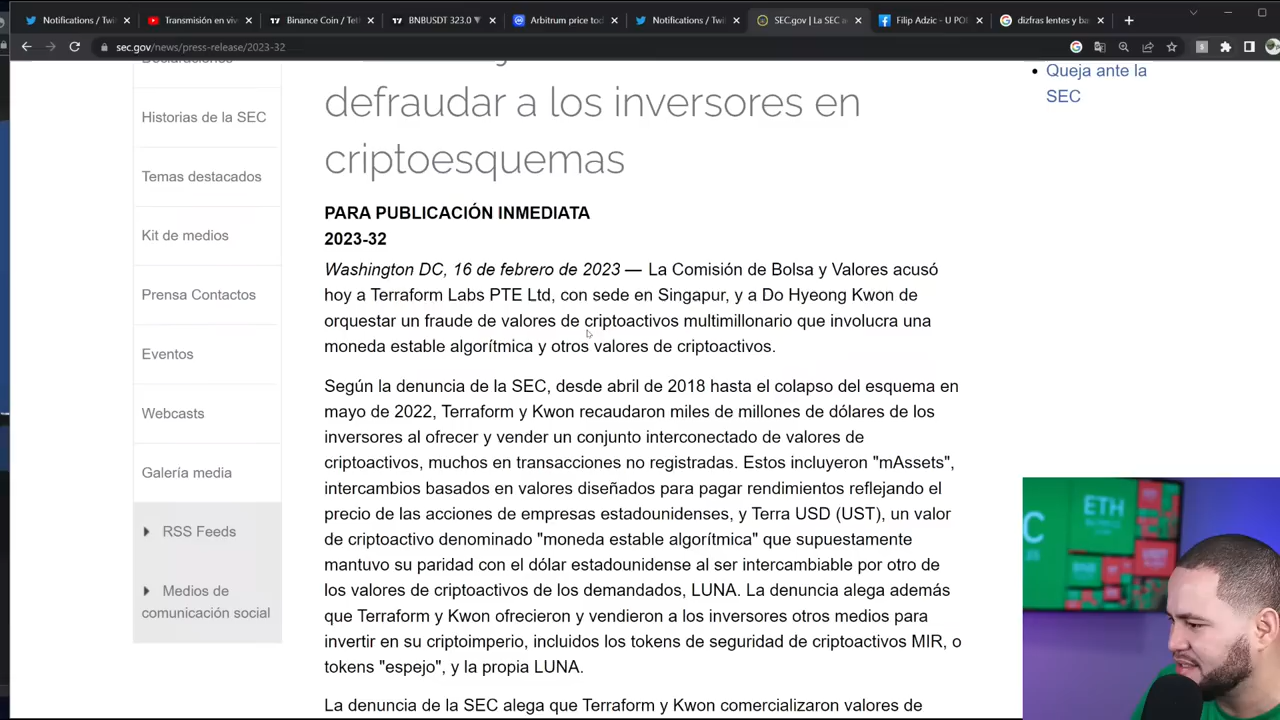 Notifications / Twi
Transmisión en viv
Binance Coin / Tet
BNBUSDT 323.0 ▼
Arbitrum price tod
Notifications / Twi
SEC.gov | La SEC a
Filip Adzic - U POL
dizfras lentes y ba
sec.gov/news/press-release/2023-32
Declaraciones
Historias de la SEC
Temas destacados
Kit de medios
Prensa Contactos
Eventos
Webcasts
Galería media
RSS Feeds
Medios de
comunicación social
defraudar a los inversores en
criptoesquemas
PARA PUBLICACIÓN INMEDIATA
2023-32
Washington DC, 16 de febrero de 2023 — La Comisión de Bolsa y Valores acusó
hoy a Terraform Labs PTE Ltd, con sede en Singapur, y a Do Hyeong Kwon de
orquestar un fraude de valores de criptoactivos multimillonario que involucra una
moneda estable algorítmica y otros valores de criptoactivos.
Según la denuncia de la SEC, desde abril de 2018 hasta el colapso del esquema en
mayo de 2022, Terraform y Kwon recaudaron miles de millones de dólares de los
inversores al ofrecer y vender un conjunto interconectado de valores de
criptoactivos, muchos en transacciones no registradas. Estos incluyeron "mAssets",
intercambios basados en valores diseñados para pagar rendimientos reflejando el
precio de las acciones de empresas estadounidenses, y Terra USD (UST), un valor
de criptoactivo denominado "moneda estable algorítmica" que supuestamente
mantuvo su paridad con el dólar estadounidense al ser intercambiable por otro de
los valores de criptoactivos de los demandados, LUNA. La denuncia alega además
que Terraform y Kwon ofrecieron y vendieron a los inversores otros medios para
invertir en su criptoimperio, incluidos los tokens de seguridad de criptoactivos MIR, o
tokens "espejo", y la propia LUNA.
La denuncia de la SEC alega que Terraform y Kwon comercializaron valores de
Queja ante la
SEC
C
ETH